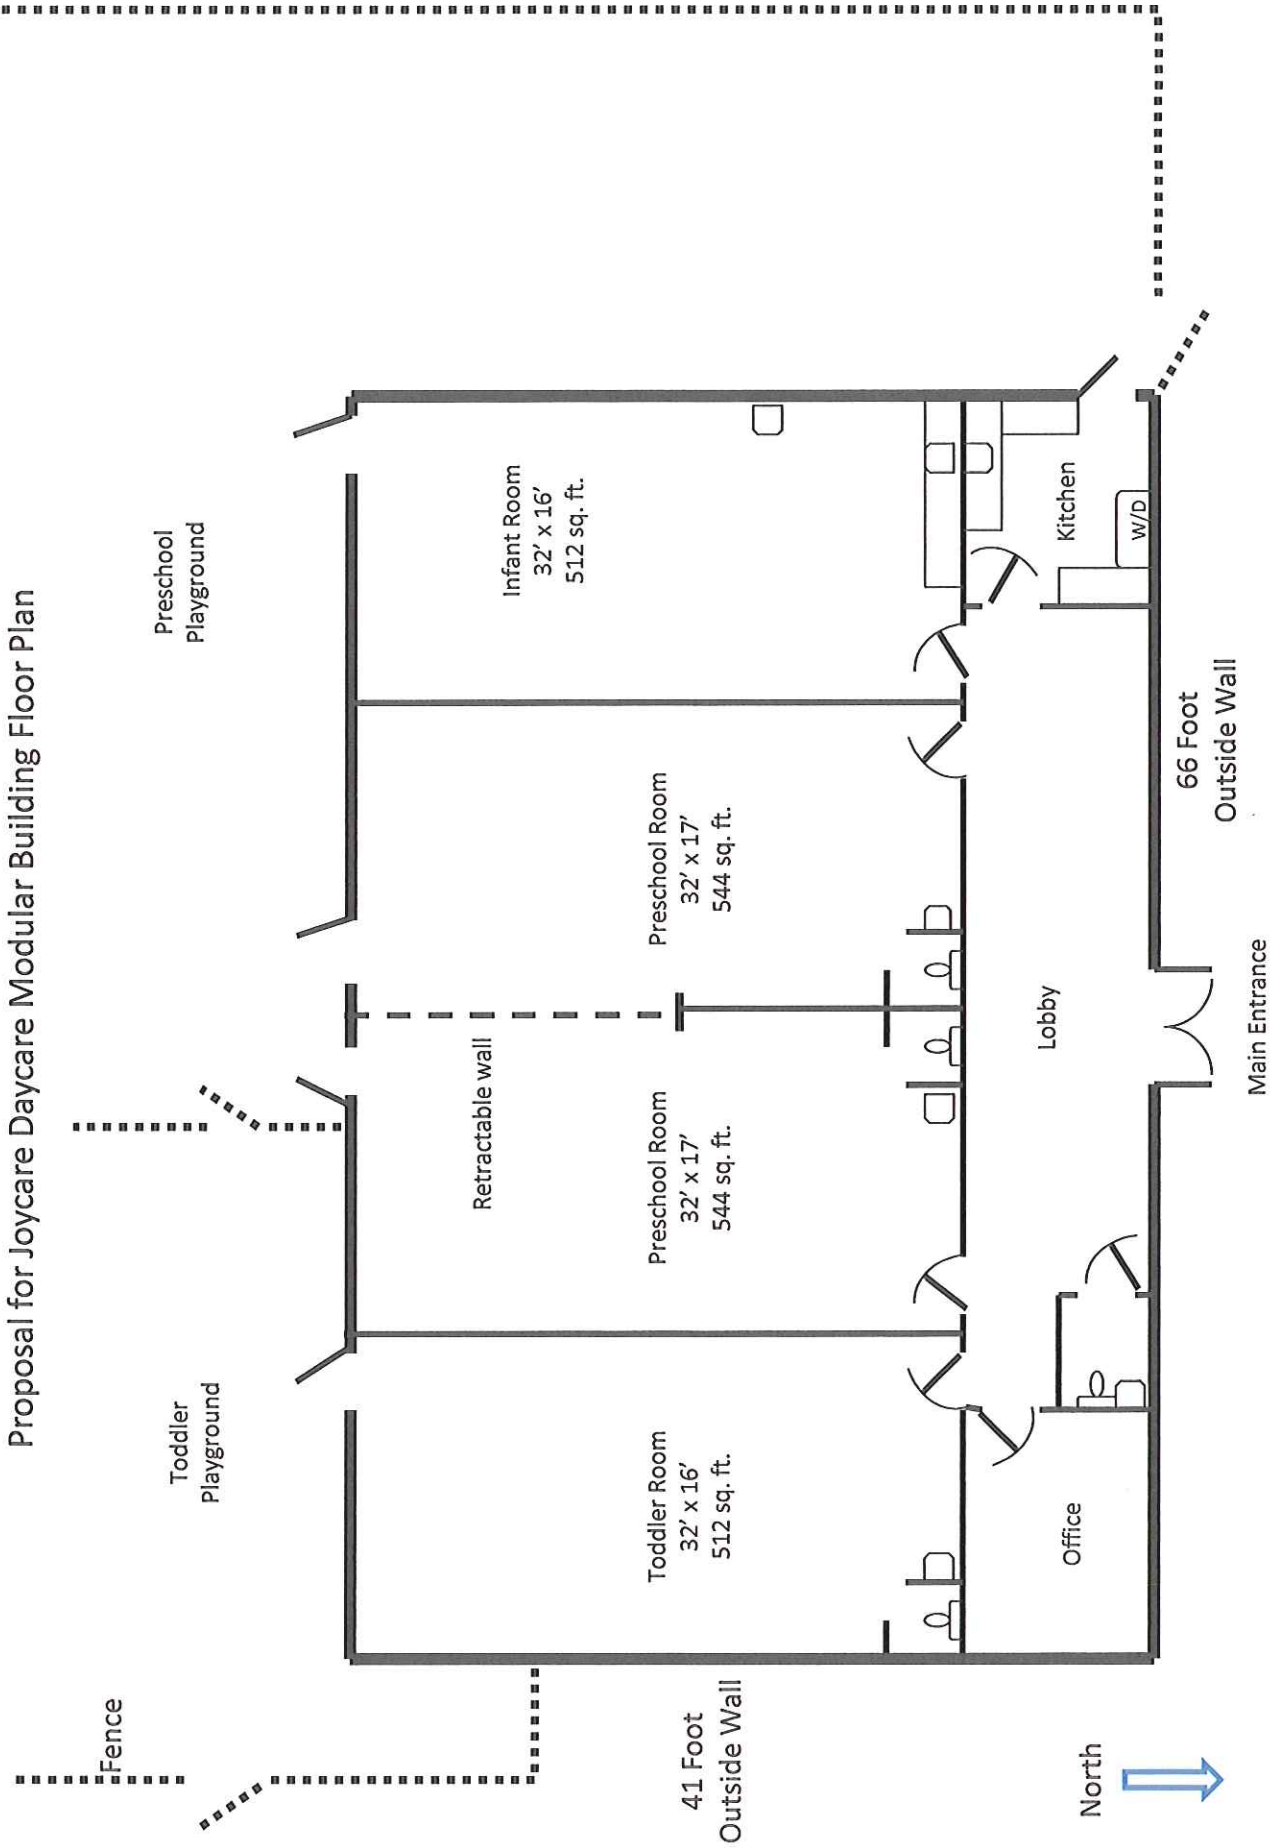 Proposal for Joycare Daycare Modular Building Floor Plan
Fence
Toddler
Playground
Preschool
Playground
Retractable wall
Infant Room
32’ x 16’
512 sq. ft.
Toddler Room
32’ x 16’
512 sq. ft.
Preschool Room
32’ x 17’
544 sq. ft.
Preschool Room
32’ x 17’
544 sq. ft.
41 Foot
Outside Wall
Office
Lobby
Kitchen
W/D
North
66 Foot
Outside Wall
Main Entrance